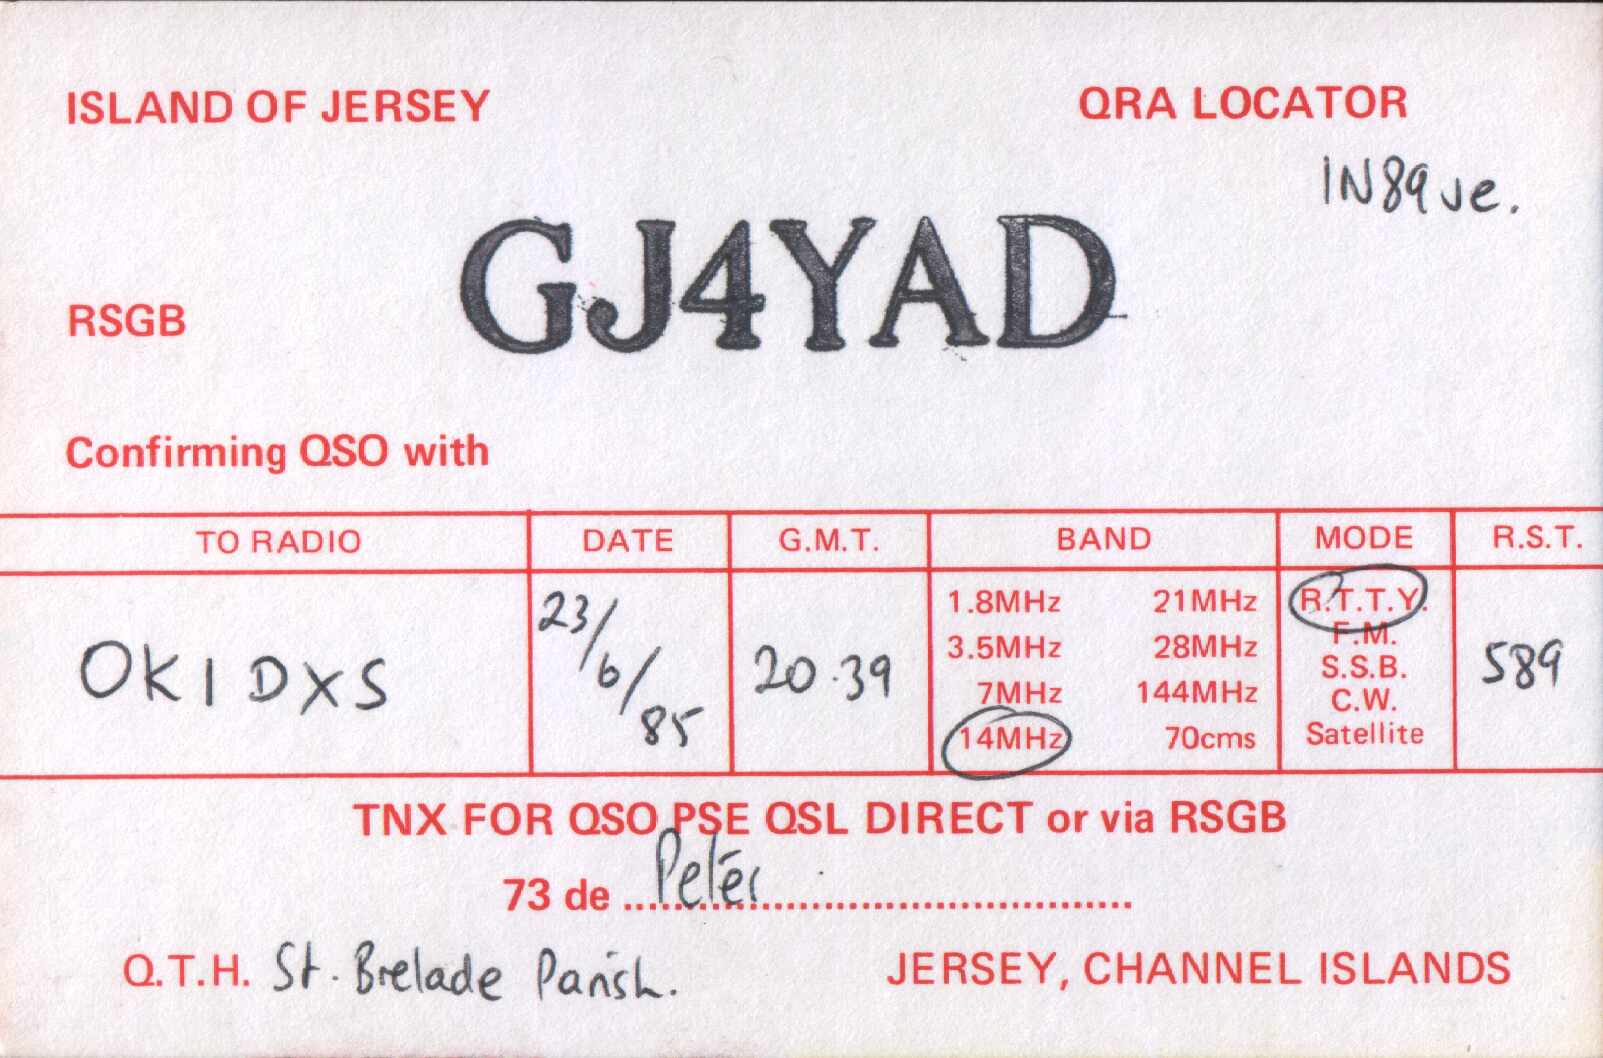 ISLAND OF JERSEY
QRA LOCATOR
IN89ve.
GJ4YAD
RSGB
Confirming QSO with
TO RADIO DATE G.M.T. BAND MODE R.S.T.
OK1DXS 23/6/85 20.39 589
1.8MHz 21MHz R.T.T.Y.
3.5MHz 28MHz F.M.
7MHz 144MHz S.S.B.
14MHz 70cms C.W.
Satellite
TNX FOR QSO PSE QSL DIRECT or via RSGB
73 de Peter
Q.T.H. St. Brelade Parish. JERSEY, CHANNEL ISLANDS